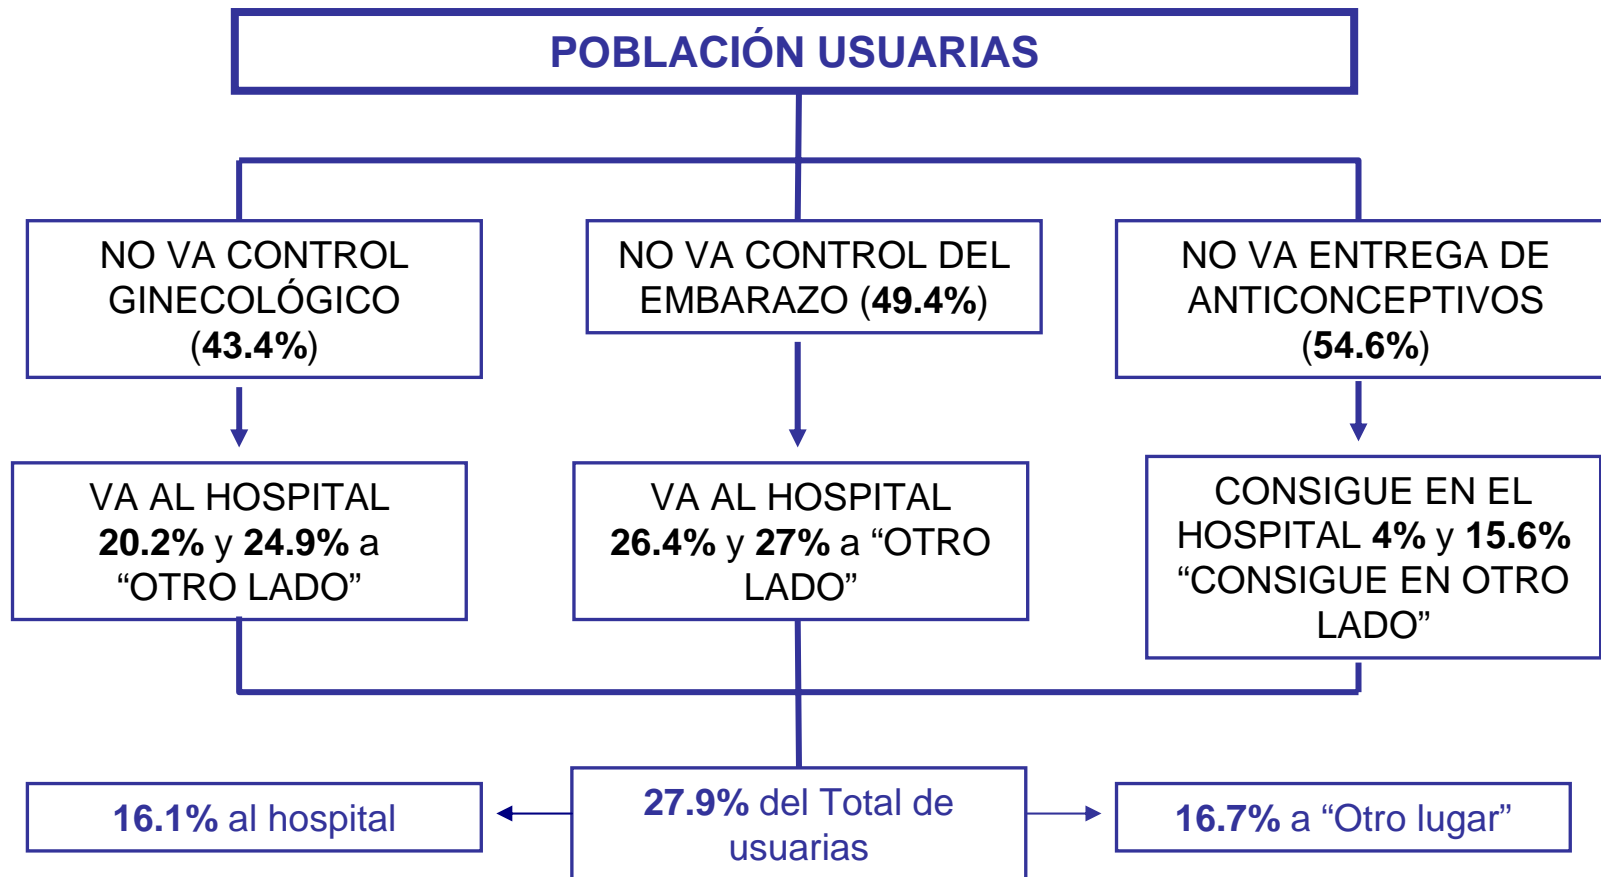 POBLACIÓN USUARIAS
NO VA CONTROL
GINECOLÓGICO
(43.4%)
NO VA CONTROL DEL
EMBARAZO (49.4%)
NO VA ENTREGA DE
ANTICONCEPTIVOS
(54.6%)
VA AL HOSPITAL
20.2% y 24.9% a
“OTRO LADO”
VA AL HOSPITAL
26.4% y 27% a “OTRO
LADO”
CONSIGUE EN EL
HOSPITAL 4% y 15.6%
“CONSIGUE EN OTRO
LADO”
16.1% al hospital
27.9% del Total de
usuarias
16.7% a “Otro lugar”